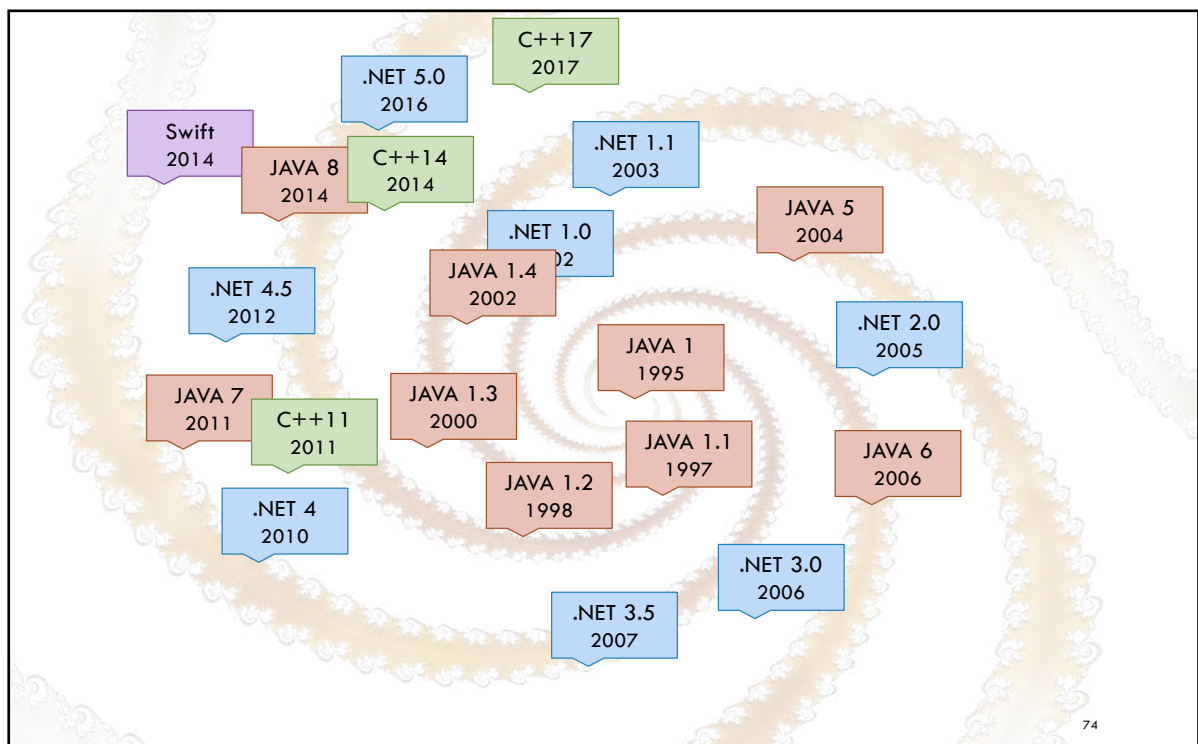 C++17
2017
.NET 5.0
2016
Swift
2014
JAVA 8
2014
C++14
2014
.NET 1.1
2003
JAVA 5
2004
.NET 1.0
02
JAVA 1.4
2002
.NET 4.5
2012
.NET 2.0
2005
JAVA 1
1995
JAVA 7
2011
C++11
2011
JAVA 1.3
2000
JAVA 1.1
1997
JAVA 6
2006
JAVA 1.2
1998
.NET 4
2010
.NET 3.0
2006
.NET 3.5
2007
74